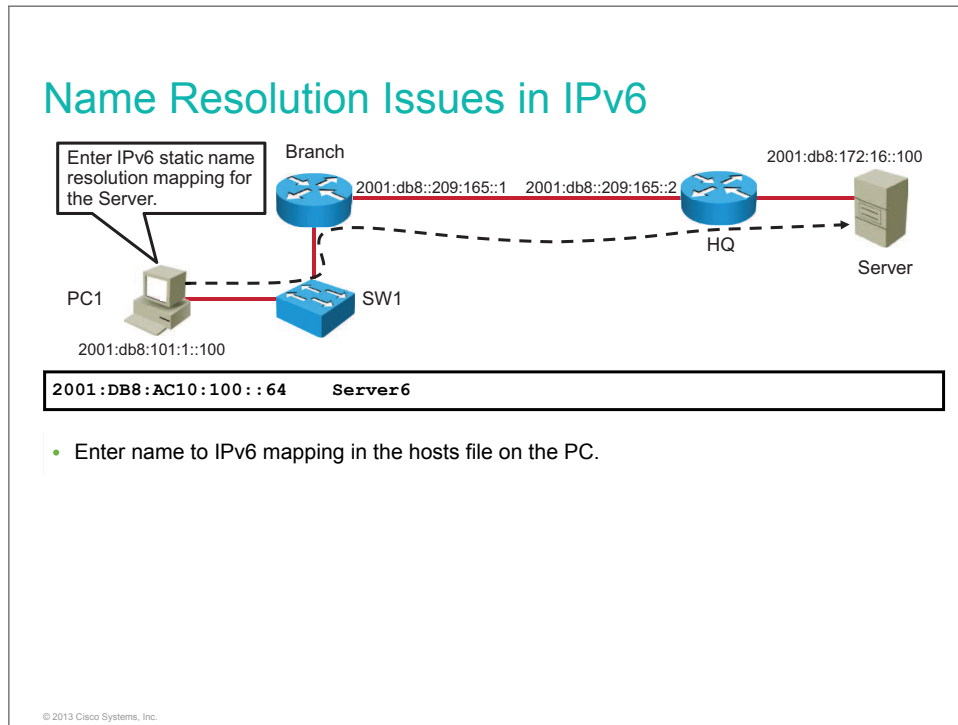 Name Resolution Issues in IPv6
Enter IPv6 static name
resolution mapping for
the Server.
Branch
2001:db8:172:16::100
2001:db8::209:165::1
2001:db8::209:165::2
HQ
Server
PC1
SW1
2001:db8:101:1::100
2001:DB8:AC10:100::64 Server6
• Enter name to IPv6 mapping in the hosts file on the PC.
© 2013 Cisco Systems, Inc.